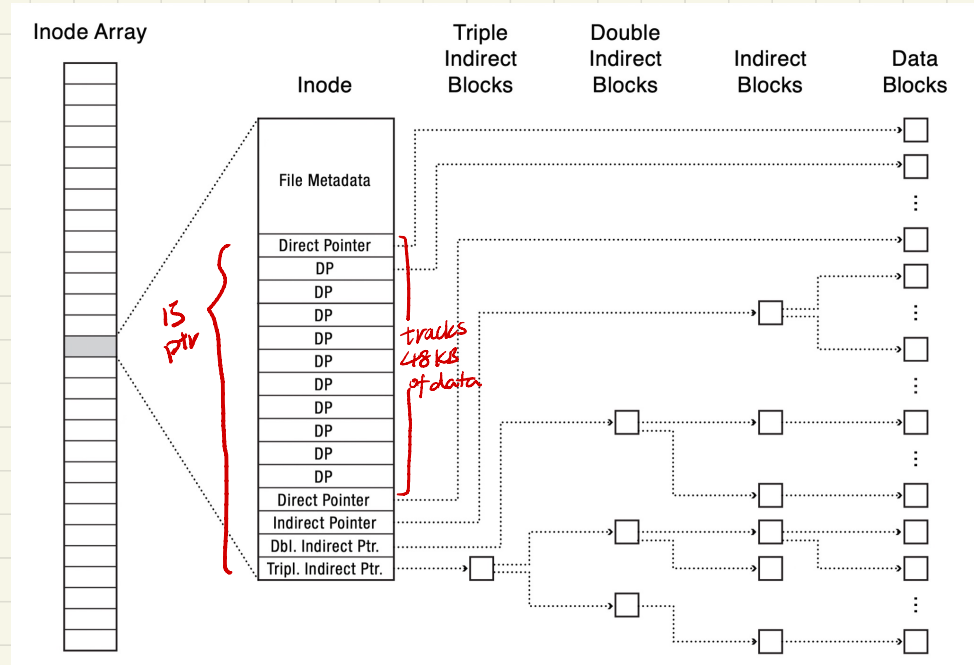 Inode Array
Triple
Indirect
Blocks
Double
Indirect
Blocks
Indirect
Blocks
Data
Blocks
Inode
File Metadata
Direct Pointer
DP
DP
DP
DP
DP
DP
DP
DP
DP
DP
Direct Pointer
Indirect Pointer
Dbl. Indirect Ptr.
Tripl. Indirect Ptr.
15
ptr
tracks
48KB
of data